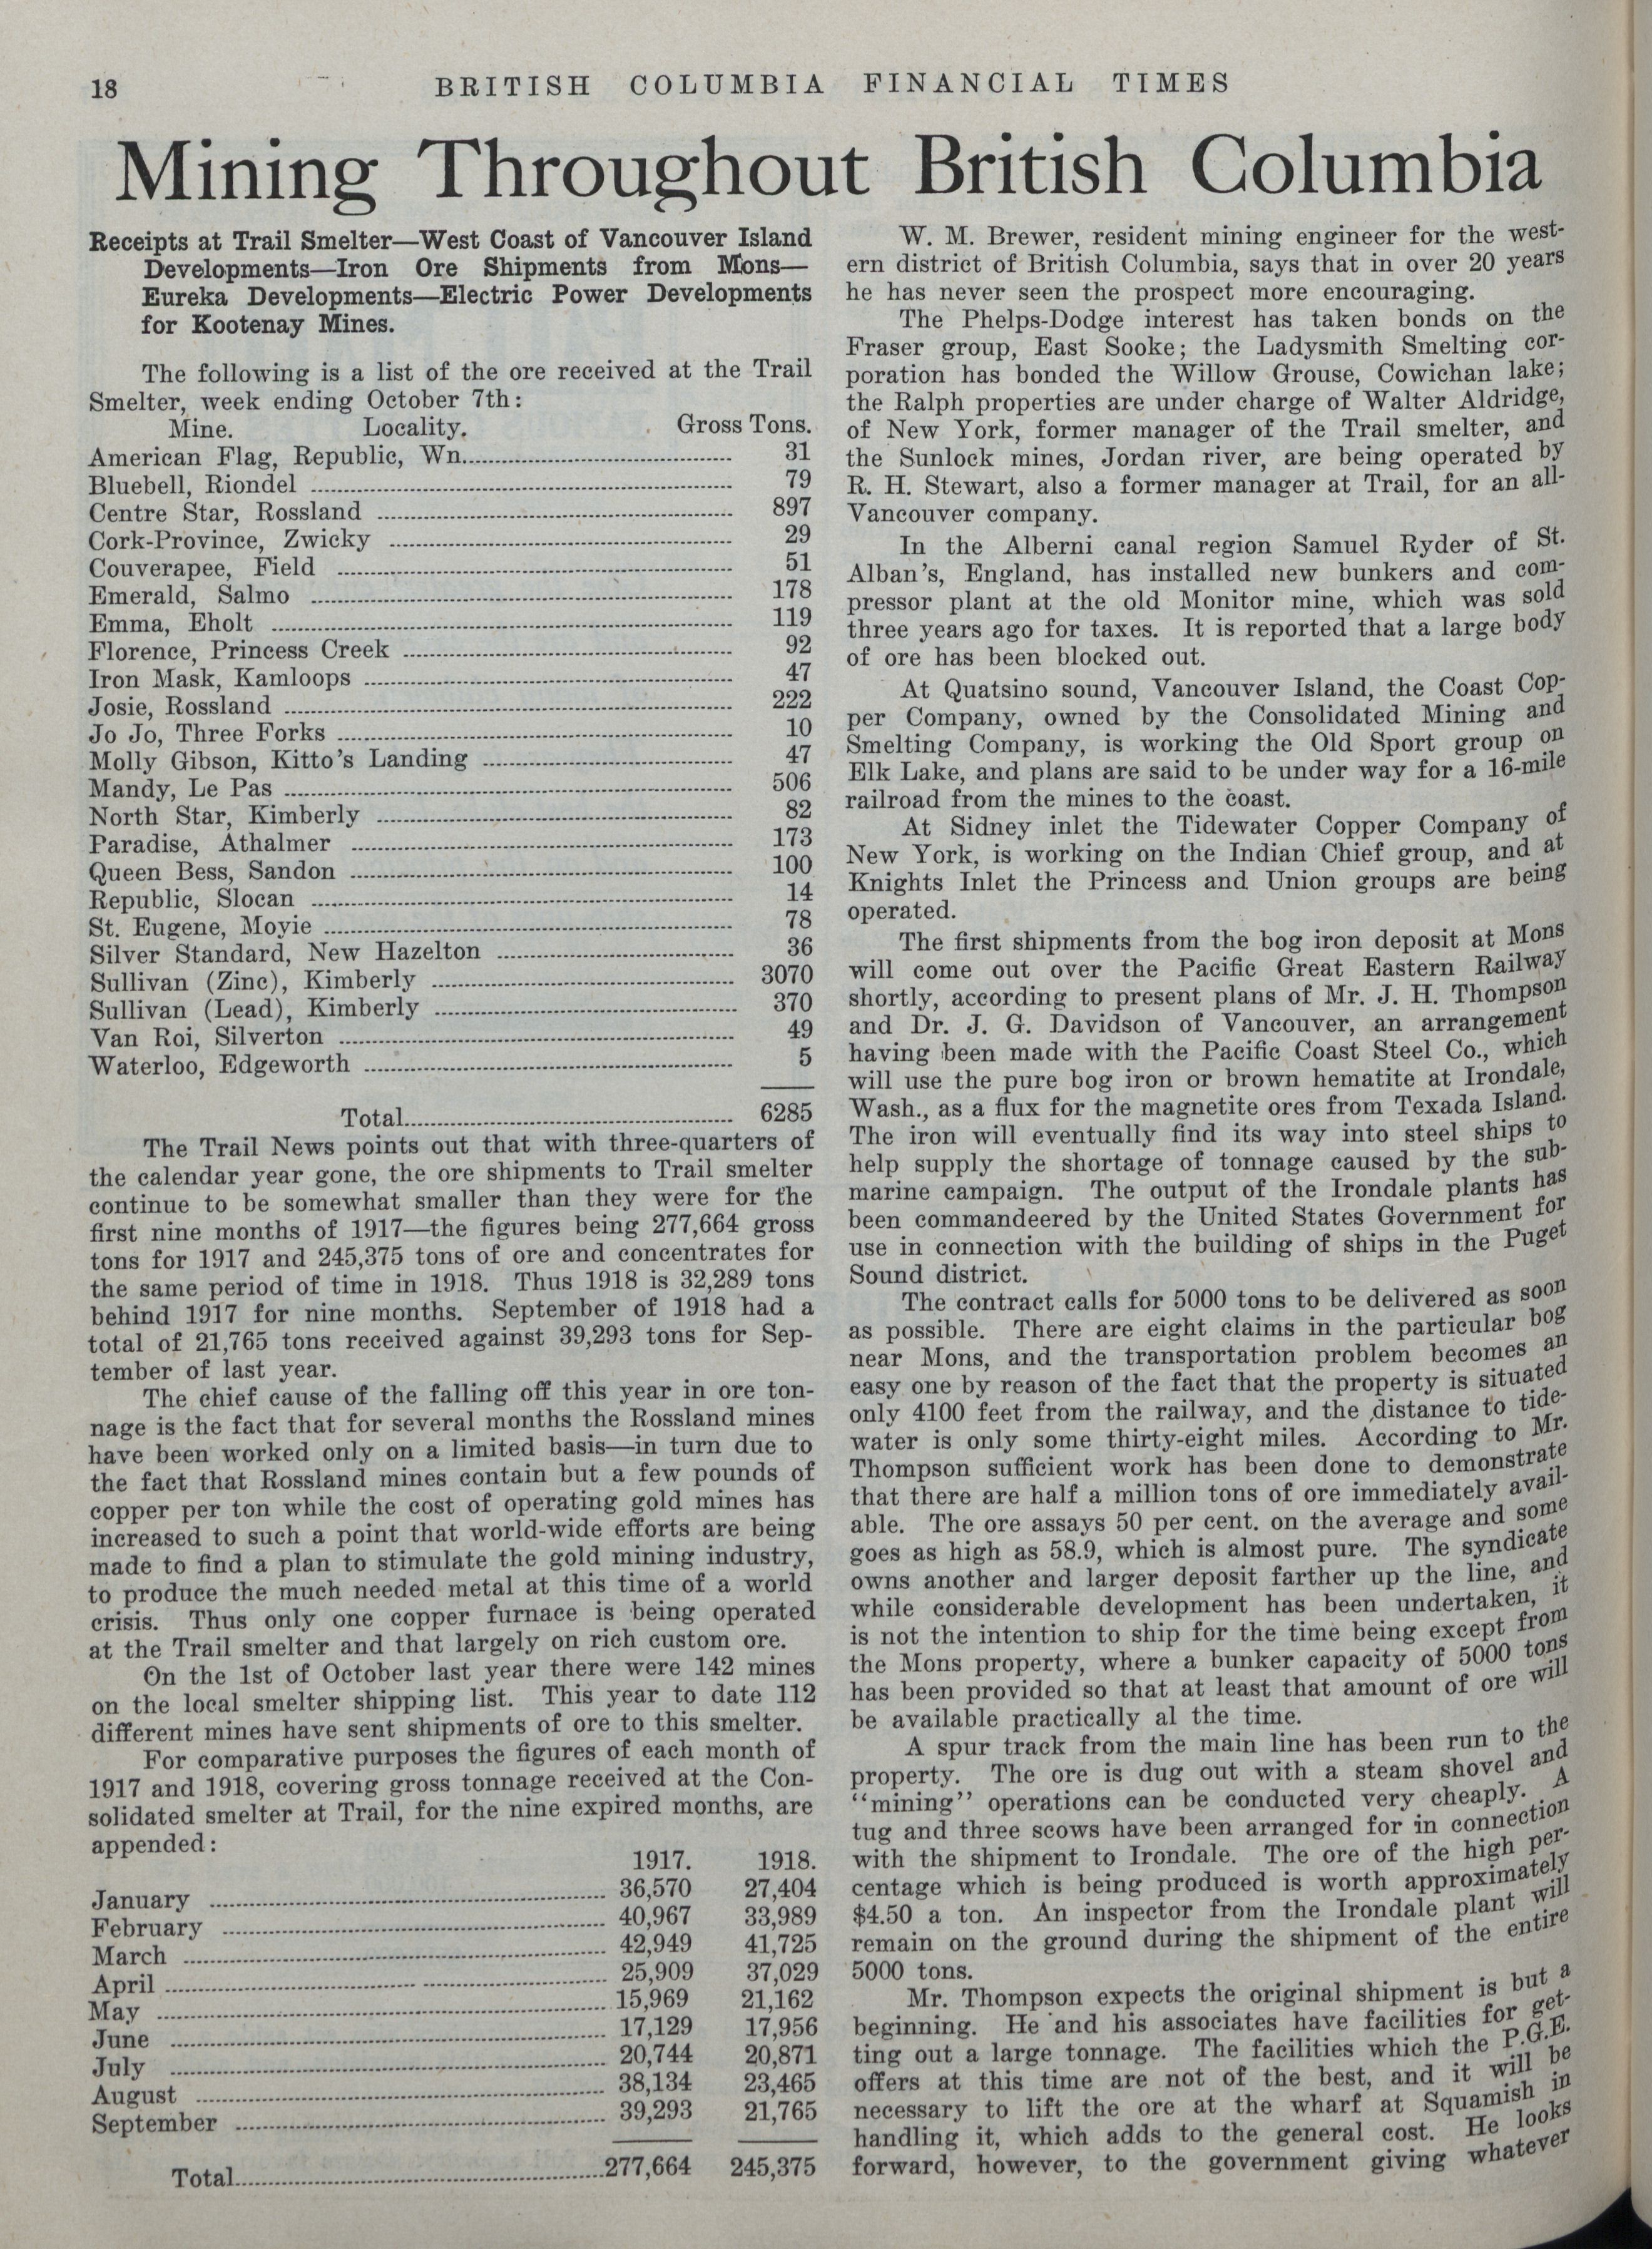 18
BRITISH COLUMBIA FINANCIAL TIMES
Mining Throughout British Columbia
Receipts at Trail Smelter—West Coast of Vancouver Island
Developments—Iron Ore Shipments from Mons—
Eureka Developments—Electric Power Developments
for Kootenay Mines.
The following is a list of the ore received at the Trail
Smelter, week ending October 7th:
Mine. Locality. Gross Tons.
American Flag, Republic, Wn. 31
Bluebell, Riondel 79
Centre Star, Rossland 897
Cork-Province, Zwicky 29
Couverapee, Field 51
Emerald, Salmo 178
Emma, Eholt 119
Florence, Princess Creek 92
Iron Mask, Kamloops 47
Josie, Rossland 222
Jo Jo, Three Forks 10
Molly Gibson, Kitto's Landing 47
Mandy, Le Pas 506
North Star, Kimberly 82
Paradise, Athalmer 173
Queen Bess, Sandon 100
Republic, Slocan 14
St. Eugene, Moyie 78
Silver Standard, New Hazelton 36
Sullivan (Zinc), Kimberly 3070
Sullivan (Lead), Kimberly 370
Van Roi, Silverton 49
Waterloo, Edgeworth 5
Total 6285
The Trail News points out that with three-quarters of
the calendar year gone, the ore shipments to Trail smelter
continue to be somewhat smaller than they were for the
first nine months of 1917—the figures being 277,664 gross
tons for 1917 and 245,375 tons of ore and concentrates for
the same period of time in 1918. Thus 1918 is 32,289 tons
behind 1917 for nine months. September of 1918 had a
total of 21,765 tons received against 39,293 tons for Sep-
tember of last year.
The chief cause of the falling off this year in ore ton-
nage is the fact that for several months the Rossland mines
have been worked only on a limited basis—in turn due to
the fact that Rossland mines contain but a few pounds of
copper per ton while the cost of operating gold mines has
increased to such a point that world-wide efforts are being
made to find a plan to stimulate the gold mining industry,
to produce the much needed metal at this time of a world
crisis. Thus only one copper furnace is being operated
at the Trail smelter and that largely on rich custom ore.
On the 1st of October last year there were 142 mines
on the local smelter shipping list. This year to date 112
different mines have sent shipments of ore to this smelter.
For comparative purposes the figures of each month of
1917 and 1918, covering gross tonnage received at the Con-
solidated smelter at Trail, for the nine expired months, are
appended:
1917. 1918.
January 36,570 27,404
February 40,967 33,989
March 42,949 41,725
April 25,909 37,029
May 15,969 21,162
June 17,129 17,956
July 20,744 20,871
August 38,134 23,465
September 39,293 21,765
Total 277,664 245,375
W. M. Brewer, resident mining engineer for the west-
ern district of British Columbia, says that in over 20 years
he has never seen the prospect more encouraging.
The Phelps-Dodge interest has taken bonds on the
Fraser group, East Sooke; the Ladysmith Smelting cor-
poration has bonded the Willow Grouse, Cowichan lake;
the Ralph properties are under charge of Walter Aldridge,
of New York, former manager of the Trail smelter, and
the Sunlock mines, Jordan river, are being operated by
R. H. Stewart, also a former manager at Trail, for an all-
Vancouver company.
In the Alberni canal region Samuel Ryder of St.
Alban's, England, has installed new bunkers and com-
pressor plant at the old Monitor mine, which was sold
three years ago for taxes. It is reported that a large body
of ore has been blocked out.
At Quatsino sound, Vancouver Island, the Coast Cop-
per Company, owned by the Consolidated Mining and
Smelting Company, is working the Old Sport group on
Elk Lake, and plans are said to be under way for a 16-mile
railroad from the mines to the coast.
At Sidney inlet the Tidewater Copper Company of
New York, is working on the Indian Chief group, and at
Knights Inlet the Princess and Union groups are being
operated.
The first shipments from the bog iron deposit at Mons
will come out over the Pacific Great Eastern Railway
shortly, according to present plans of Mr. J. H. Thompson
and Dr. J. G. Davidson of Vancouver, an arrangement
having been made with the Pacific Coast Steel Co., which
will use the pure bog iron or brown hematite at Irondale,
Wash., as a flux for the magnetite ores from Texada Island.
The iron will eventually find its way into steel ships to
help supply the shortage of tonnage caused by the sub-
marine campaign. The output of the Irondale plants has
been commandeered by the United States Government for
use in connection with the building of ships in the Puget
Sound district.
The contract calls for 5000 tons to be delivered as soon
as possible. There are eight claims in the particular bog
near Mons, and the transportation problem becomes an
easy one by reason of the fact that the property is situated
only 4100 feet from the railway, and the distance to tide-
water is only some thirty-eight miles. According to Mr.
Thompson sufficient work has been done to demonstrate
that there are half a million tons of ore immediately avail-
able. The ore assays 50 per cent. on the average and some
goes as high as 58.9, which is almost pure. The syndicate
owns another and larger deposit farther up the line, and
while considerable development has been undertaken, it
is not the intention to ship for the time being except from
the Mons property, where a bunker capacity of 5000 tons
has been provided so that at least that amount of ore will
be available practically al the time.
A spur track from the main line has been run to the
property. The ore is dug out with a steam shovel and
"mining" operations can be conducted very cheaply. A
tug and three scows have been arranged for in connection
with the shipment to Irondale. The ore of the high per-
centage which is being produced is worth approximately
$4.50 a ton. An inspector from the Irondale plant will
remain on the ground during the shipment of the entire
5000 tons.
Mr. Thompson expects the original shipment is but a
beginning. He and his associates have facilities for get-
ting out a large tonnage. The facilities which the P.G.E.
offers at this time are not of the best, and it will be
necessary to lift the ore at the wharf at Squamish in
handling it, which adds to the general cost. He looks
forward, however, to the government giving whatever